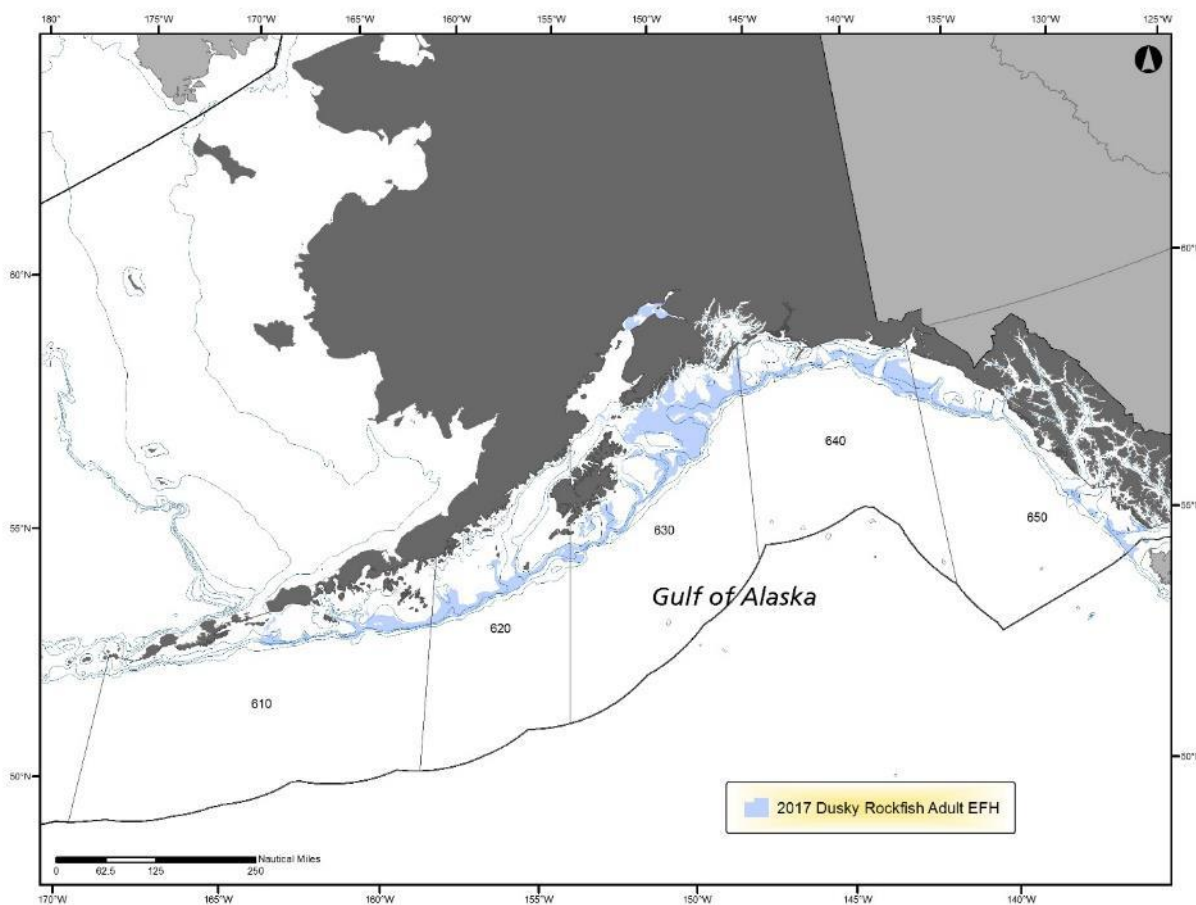 180° 175°W 170°W 165°W 160°W 155°W 150°W 145°W 140°W 135°W 130°W 125°W
60°N 60°N
640
55°N 55°N
650
630
Gulf of Alaska
620
610
50°N 50°N
2017 Dusky Rockfish Adult EFH
Nautical Miles
0 62.5 125 250
170°W 165°W 160°W 155°W 150°W 145°W 140°W